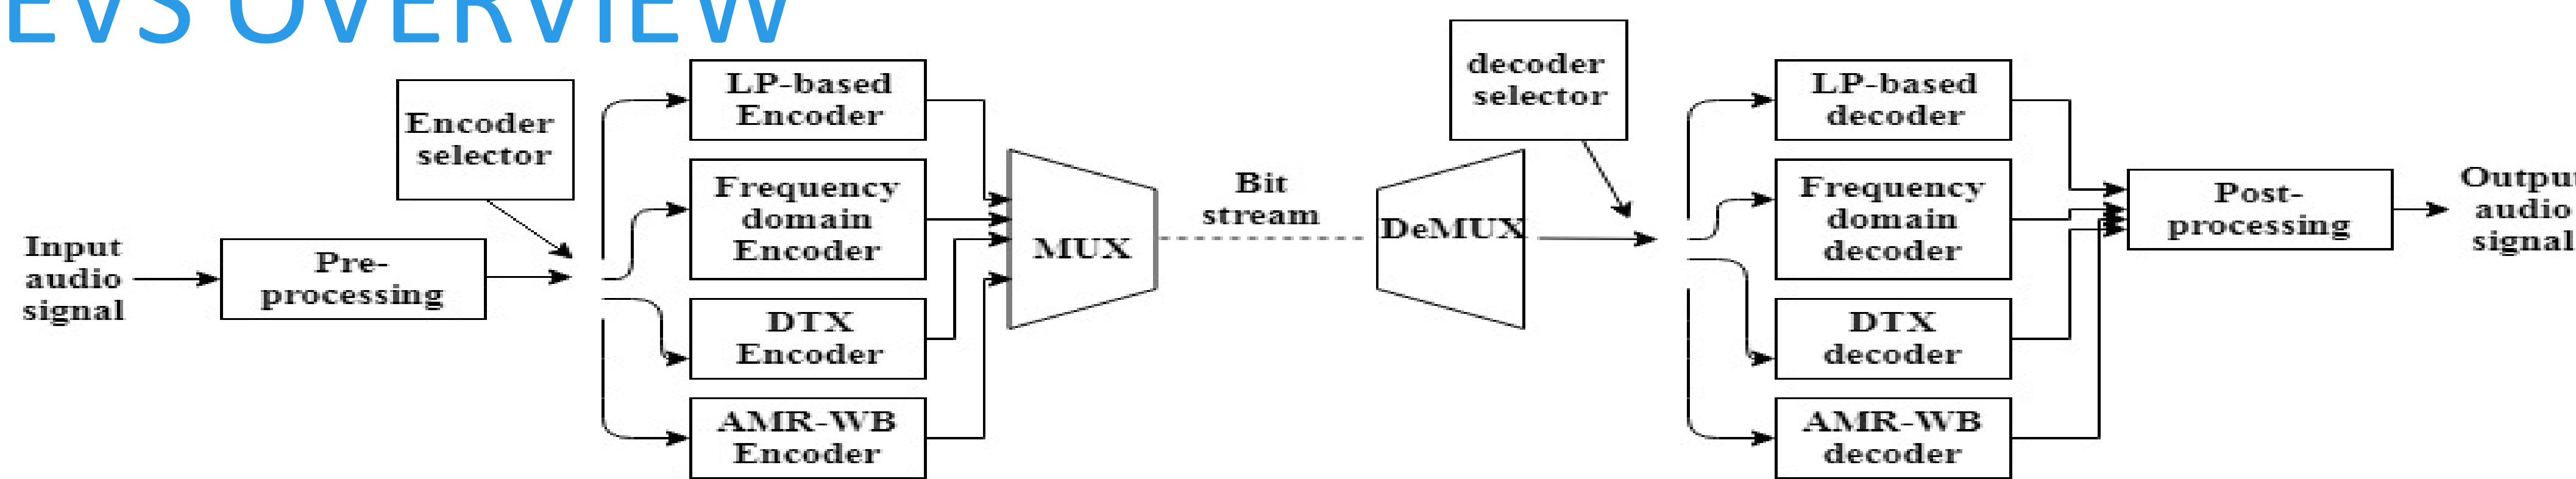 EVS OVERVIEW
Input
audio
signal
Pre-
processing
Encoder
selector
LP-based
Encoder
Frequency
domain
Encoder
DTX
Encoder
AMR-WB
Encoder
MUX
Bit
stream
DeMUX
decoder
selector
LP-based
decoder
Frequency
domain
decoder
DTX
decoder
AMR-WB
decoder
Post-
processing
Output
audio
signal